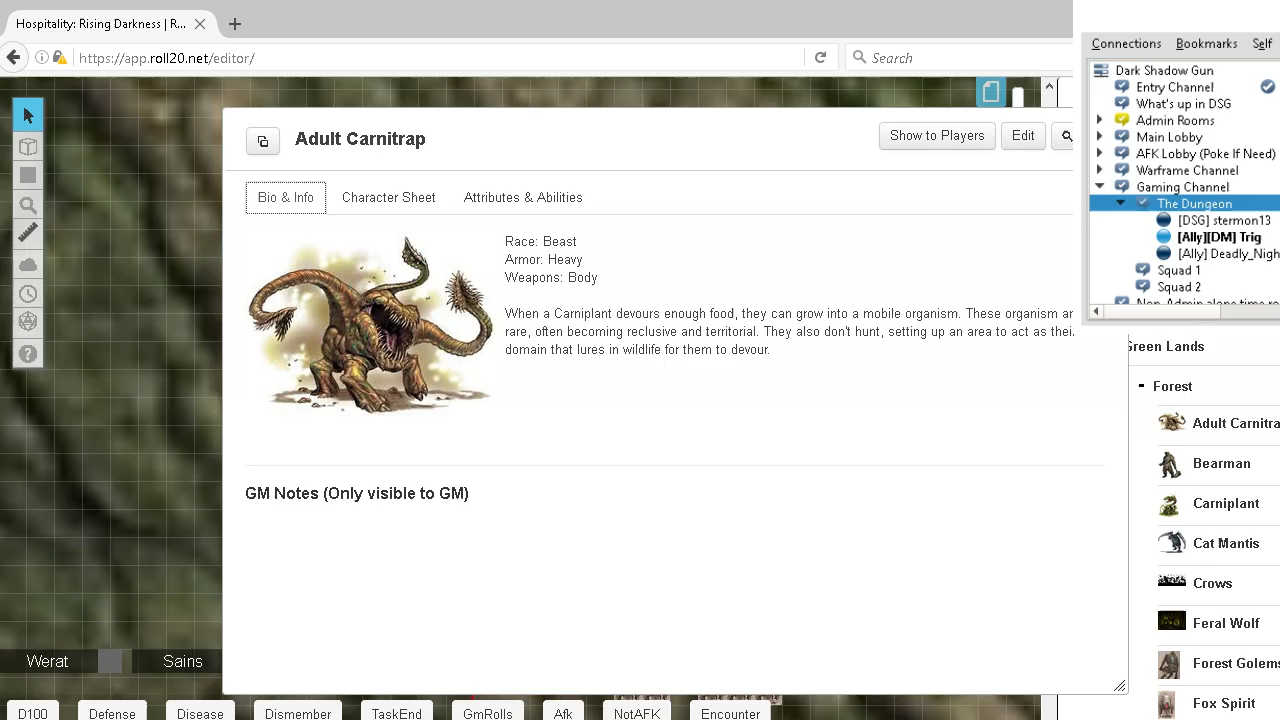 Hospitality: Rising Darkness | R...
https://app.roll20.net/editor/
Search
Adult Carnitrap
Show to Players
Edit
Bio & Info
Character Sheet
Attributes & Abilities
Race: Beast
Armor: Heavy
Weapons: Body
When a Carniplant devours enough food, they can grow into a mobile organism. These organism ar
rare, often becoming reclusive and territorial. They also don't hunt, setting up an area to act as their
domain that lures in wildlife for them to devour.
GM Notes (Only visible to GM)
Werat
Sains
D100
Defense
Disease
Dismember
TaskEnd
GmRolls
Afk
NotAFK
Encounter
Connections Bookmarks Self
Dark Shadow Gun
Entry Channel
What's up in DSG
Admin Rooms
Main Lobby
AFK Lobby (Poke If Need)
Warframe Channel
Gaming Channel
The Dungeon
[DSG] stermon13
[Ally][DM] Trig
[Ally] Deadly_Nigh
Squad 1
Squad 2
Green Lands
Forest
Adult Carnitra
Bearman
Carniplant
Cat Mantis
Crows
Feral Wolf
Forest Golems
Fox Spirit